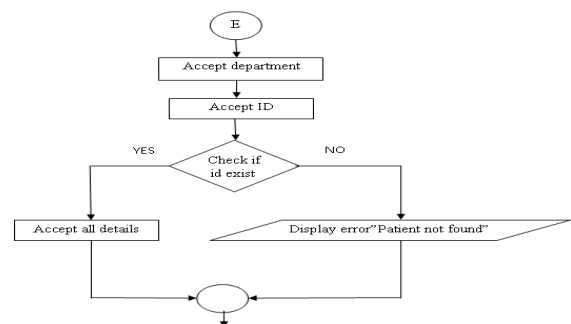 E
Accept department
Accept ID
YES
NO
Check if
id exist
Accept all details
Display error"Patient not found"